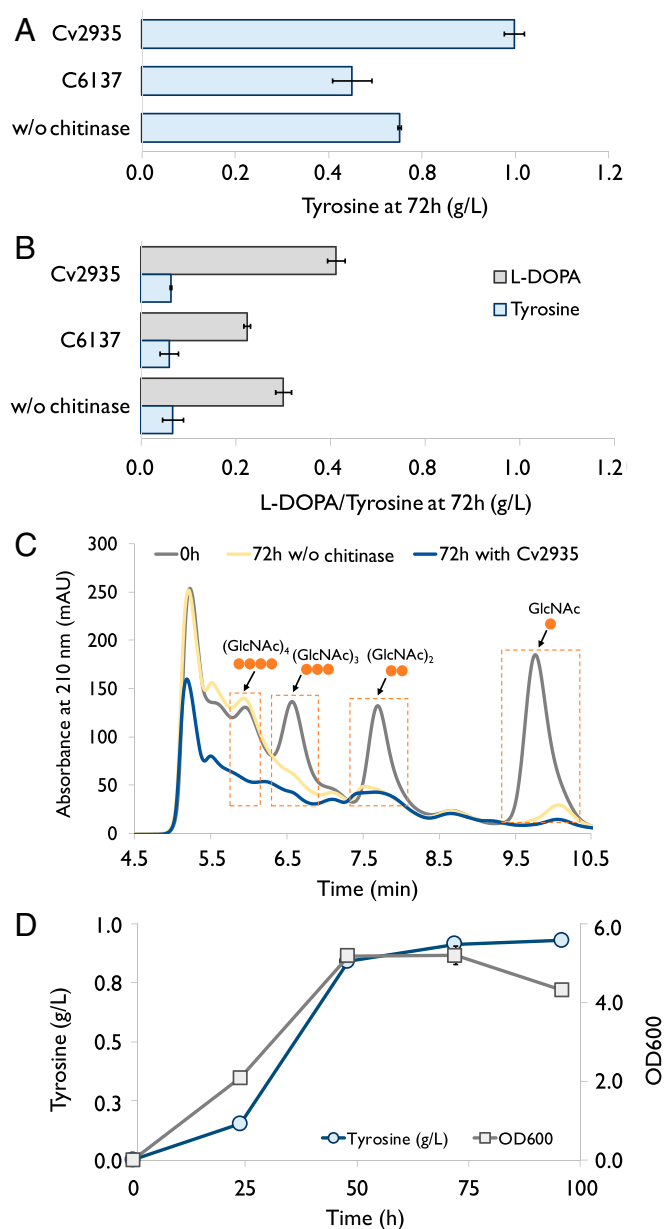 A
Cv2935
C6137
w/o chitinase
0.0 0.2 0.4 0.8 1.0 1.2
Tyrosine at 72h (g/L)
B
Cv2935
L-DOPA
C6137
Tyrosine
w/o chitinase
0.0 0.2 0.4 0.8 1.0 1.2
L-DOPA/Tyrosine at 72h (g/L)
C
300
0h 72h w/o chitinase 72h with Cv2935
250
200
150
100
50
0
Absorbance at 210 nm (mAU)
(GlcNAc)4 (GlcNAc)3 (GlcNAc)2 GlcNAc
4.5 5.5 6.5 7.5 8.5 9.5 10.5
Time (min)
D
1.0 6.0
0.8 4.0
0.5
0.3 2.0
0.0 0.0
Tyrosine (g/L)
OD600
Tyrosine (g/L) OD600
0 25 50 75 100
Time (h)